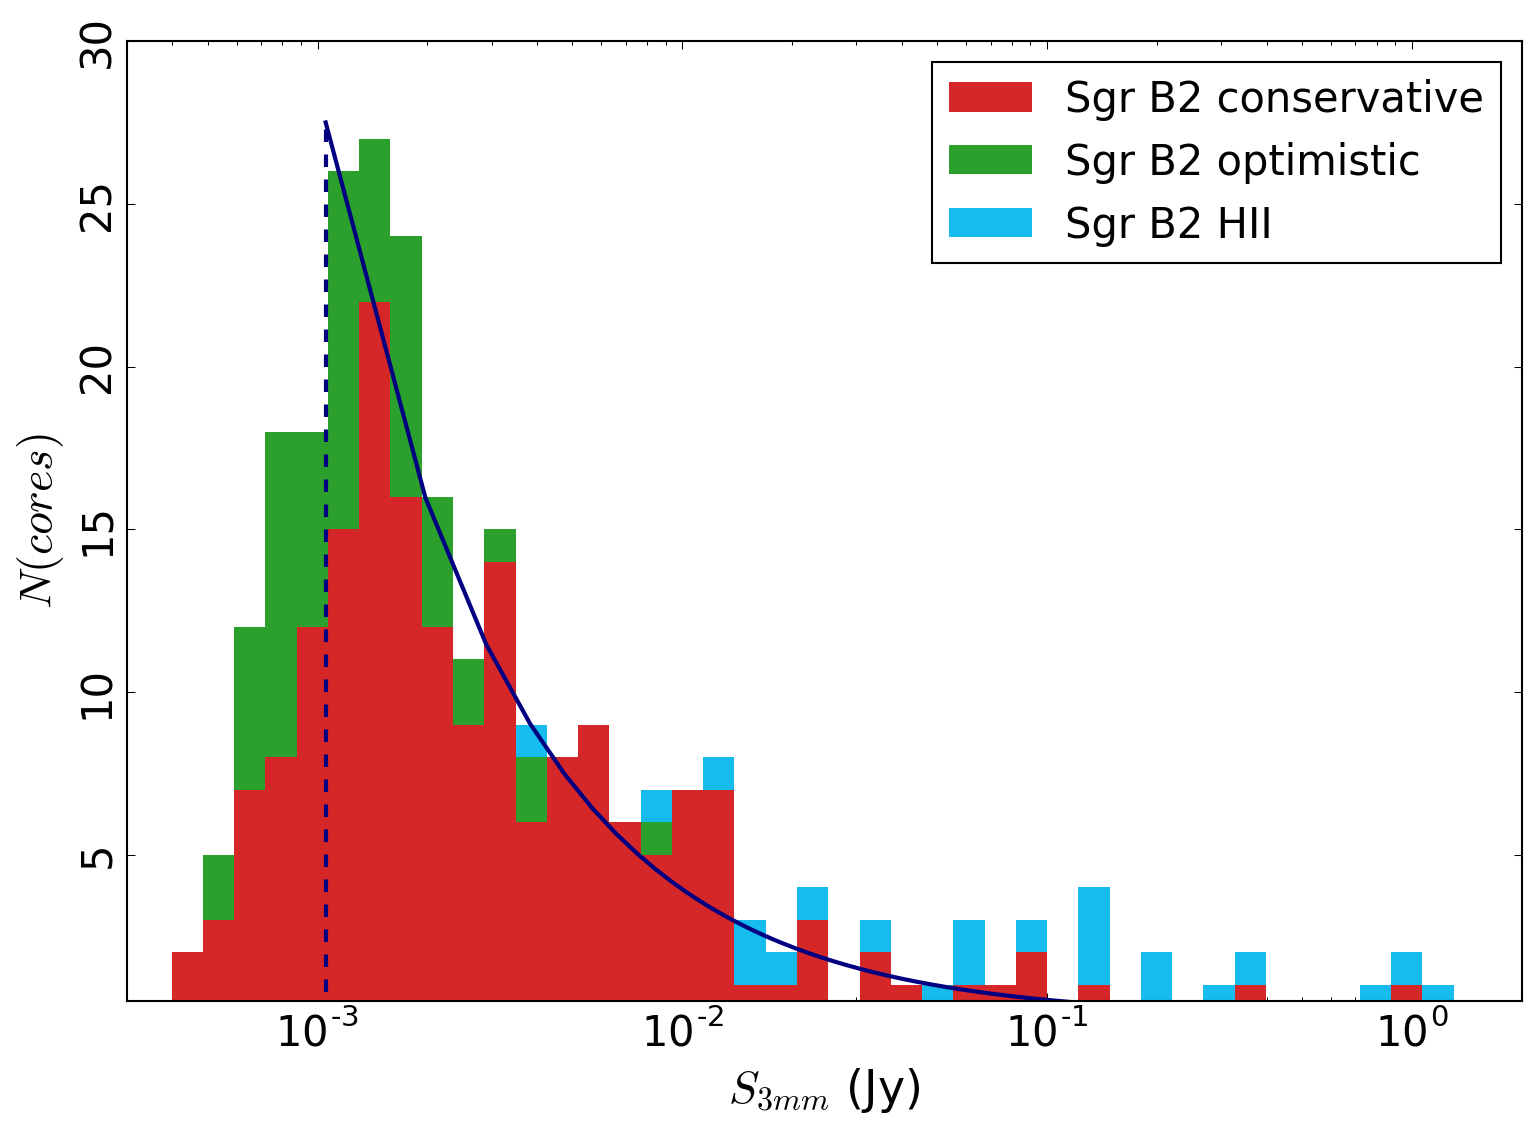 Sgr B2 conservative
Sgr B2 optimistic
Sgr B2 HII
30
25
20
15
10
5
N(cores)
10^-3 10^-2 10^-1 10^0
S_3mm (Jy)